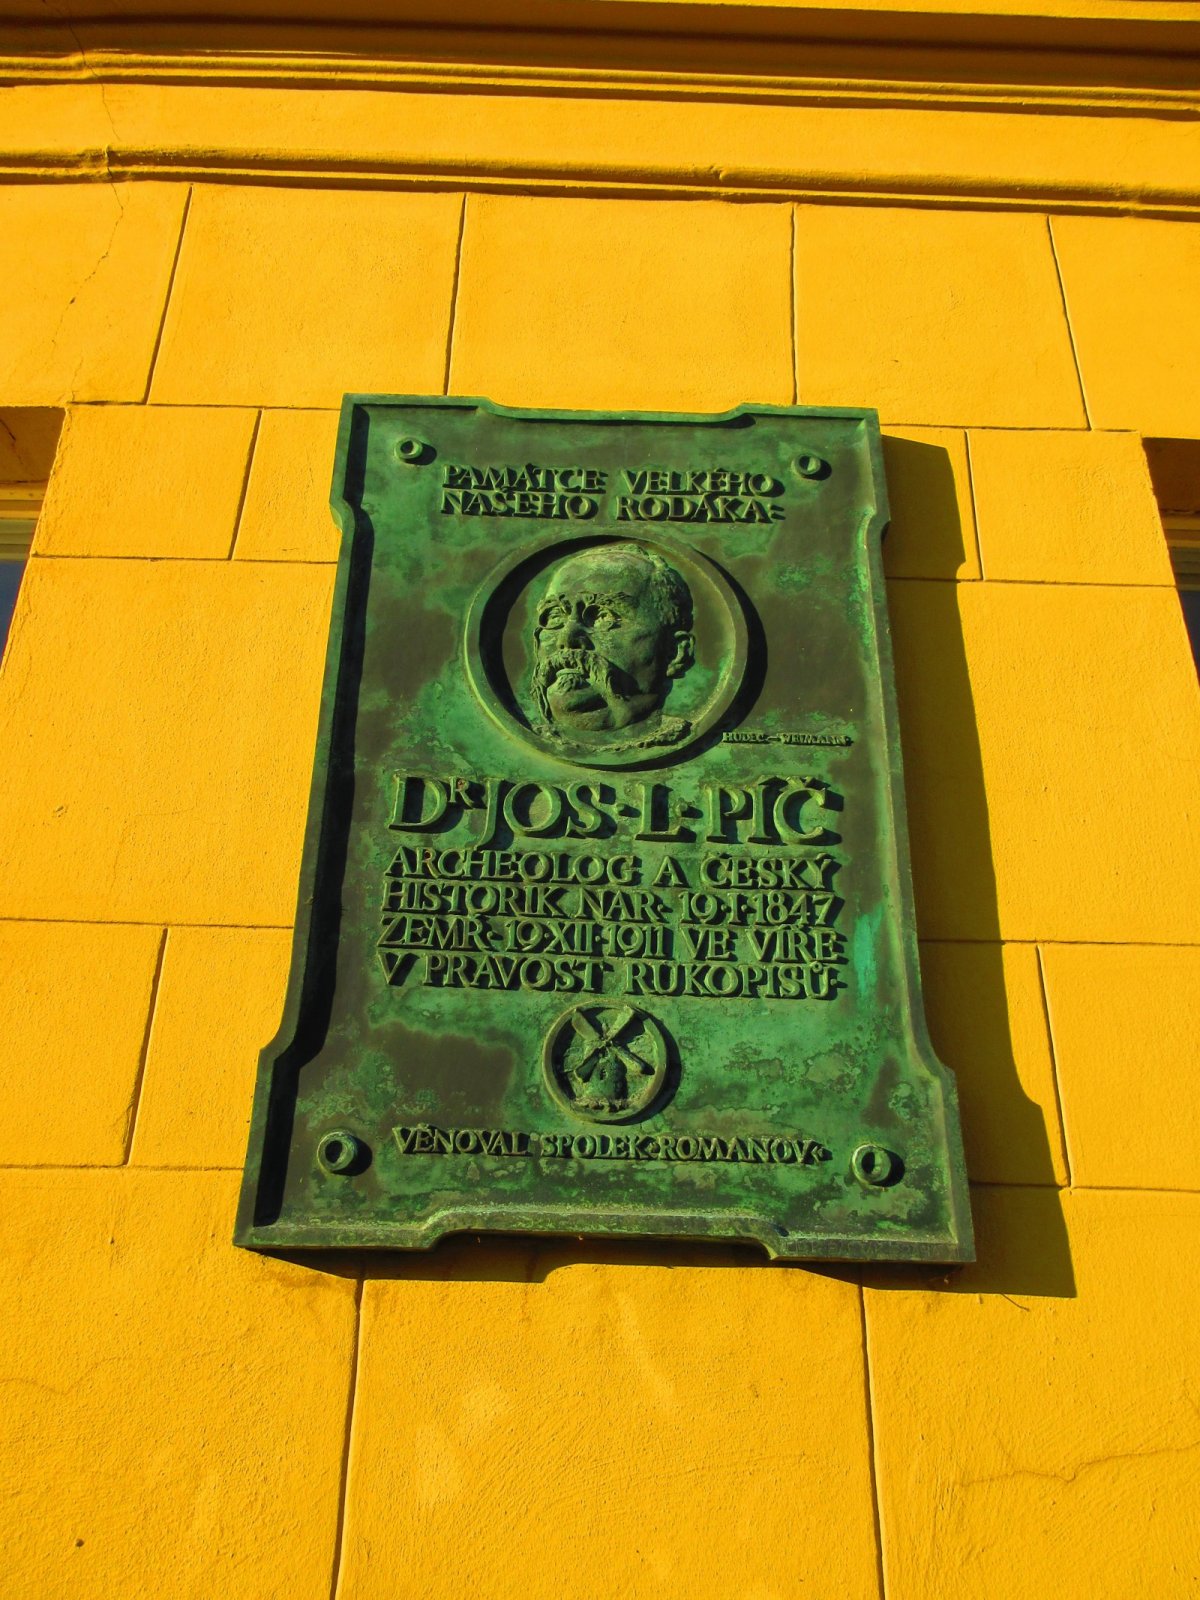 PAMÁTCE VELKÉHO
NAŠEHO RODÁKA
HUDEC–
DR JOS·L·PÍČ
ARCHEOLOG A ČESKÝ
HISTORIK NAR·19·I·1847
ZEMŘ·19·XII·1911 VE VÍŘE
V PRAVOST RUKOPISŮ
VĚNOVAL SPOLEK·ROMANOV